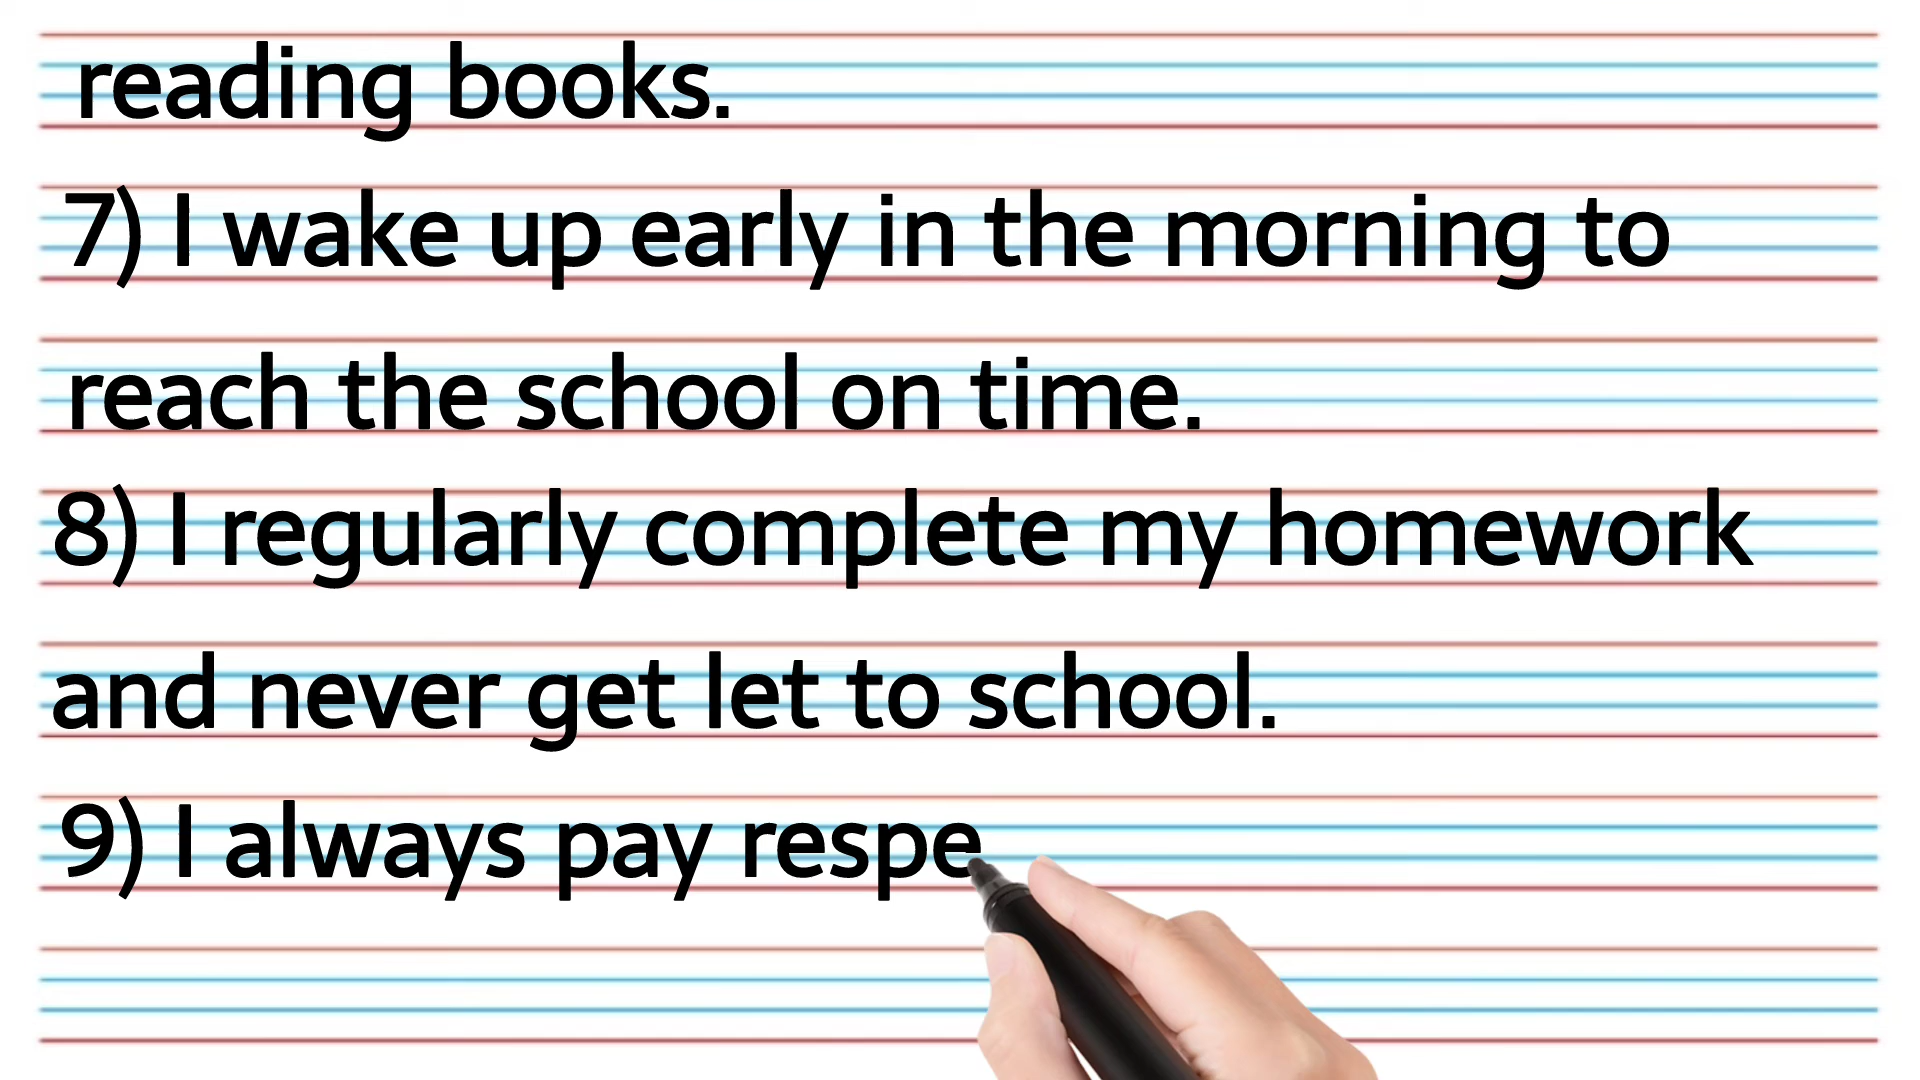 reading books.
7) I wake up early in the morning to
reach the school on time.
8) I regularly complete my homework
and never get let to school.
9) I always pay respe